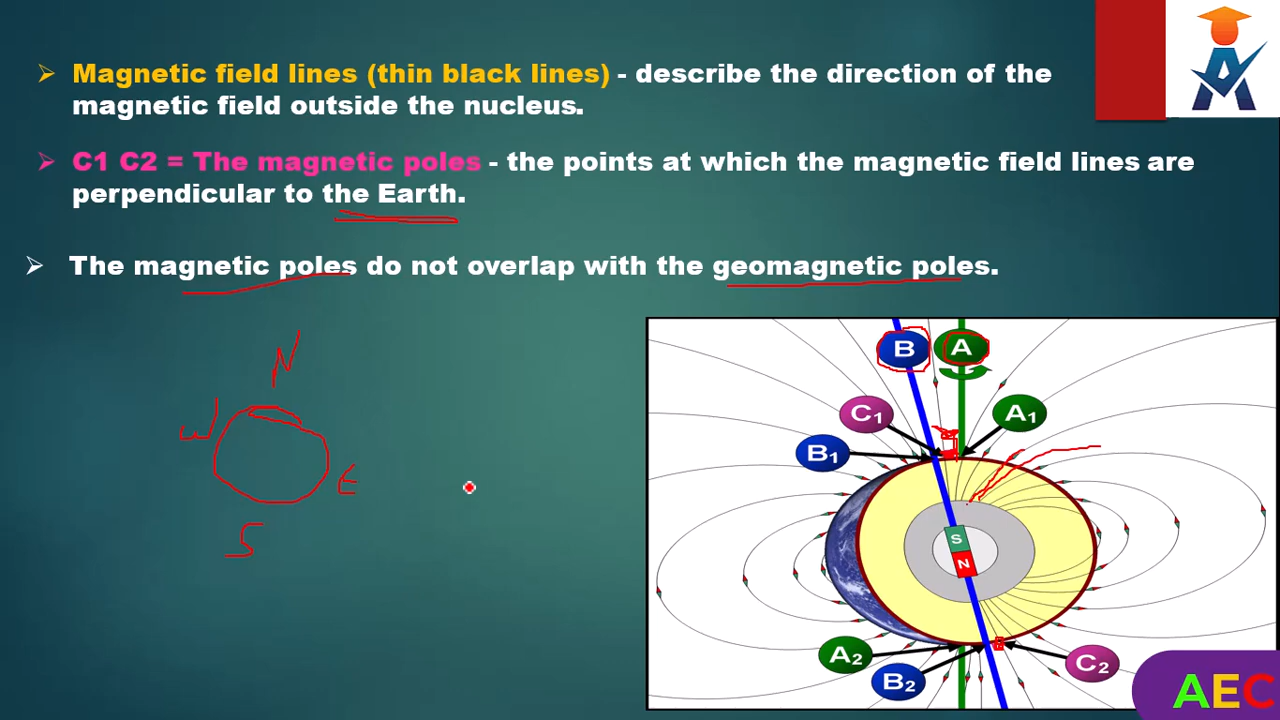 Magnetic field lines (thin black lines) - describe the direction of the
magnetic field outside the nucleus.
C1 C2 = The magnetic poles - the points at which the magnetic field lines are
perpendicular to the Earth.
The magnetic poles do not overlap with the geomagnetic poles.
N
W
E
S
B A
C1 A1
B1
S
N
A2
C2
B2
AEC